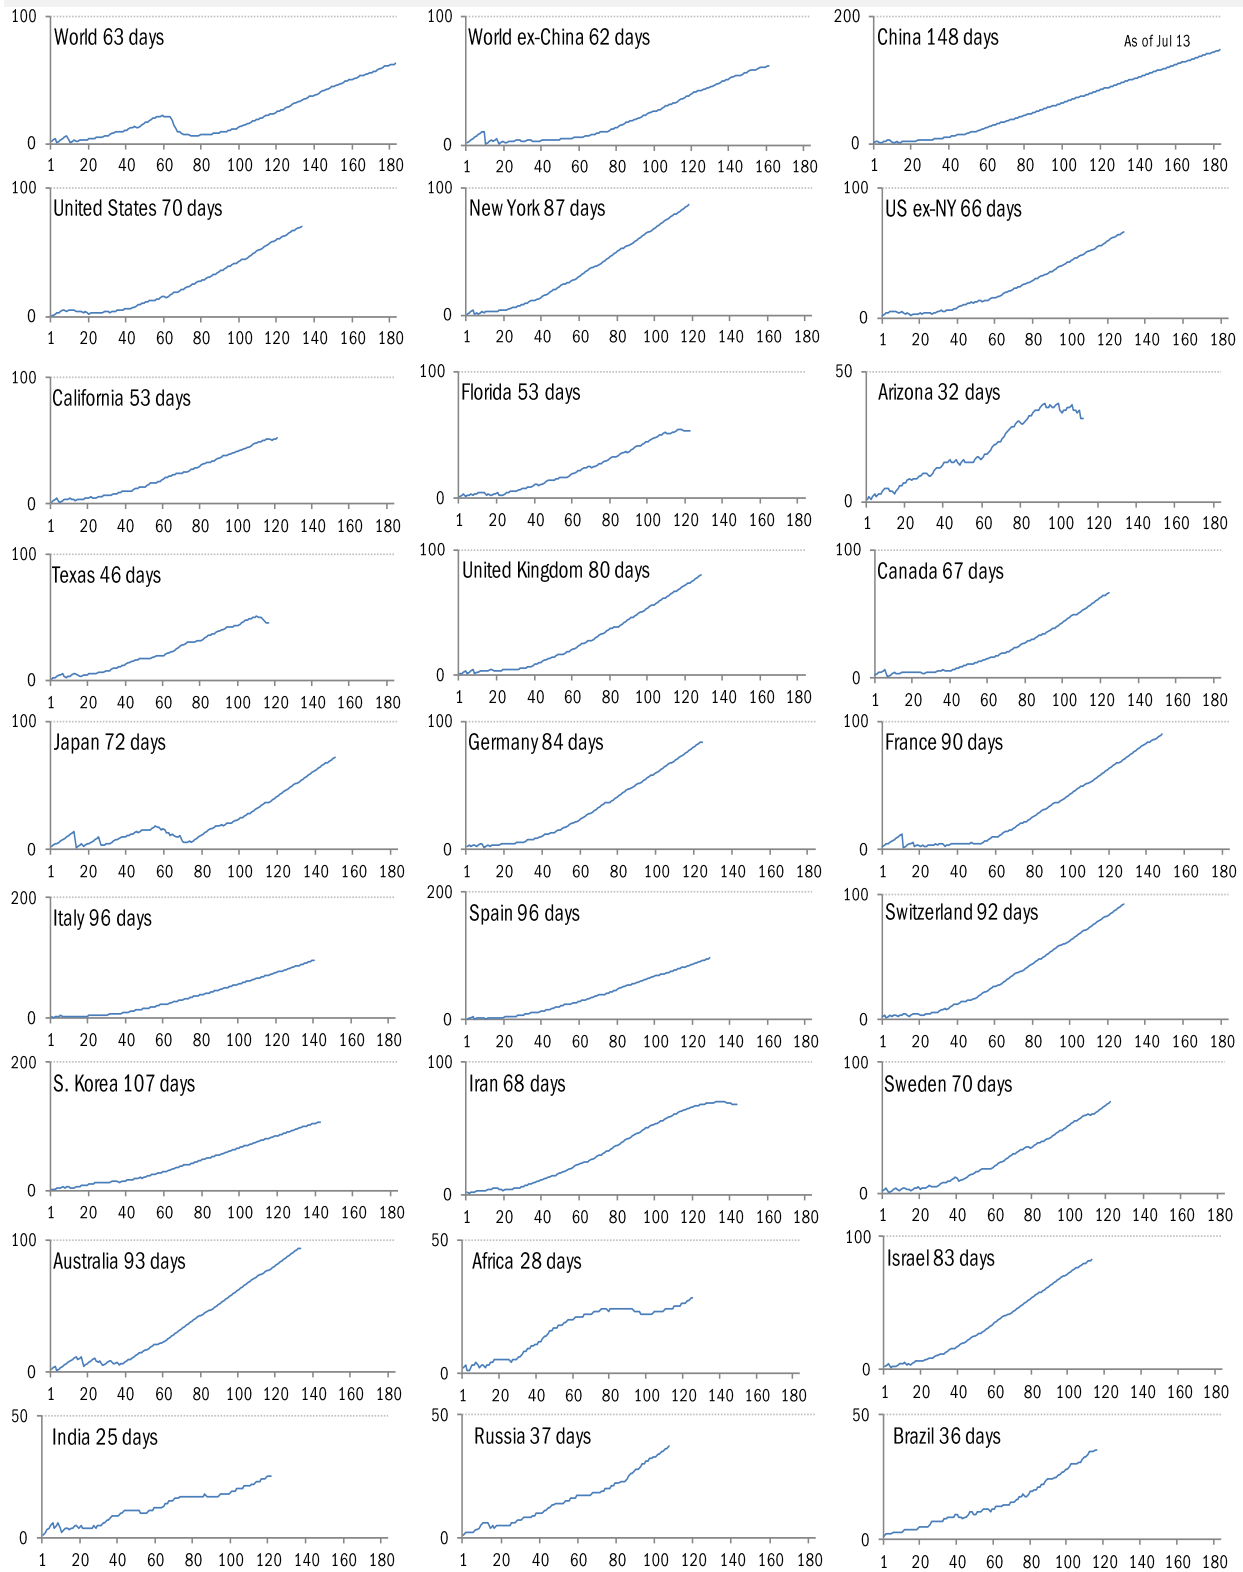 100
World 63 days
0
1 20 40 60 80 100 120 140 160 180
100
World ex-China 62 days
0
1 20 40 60 80 100 120 140 160 180
200
China 148 days
As of Jul 13
0
1 20 40 60 80 100 120 140 160 180
100
United States 70 days
0
1 20 40 60 80 100 120 140 160 180
100
New York 87 days
0
1 20 40 60 80 100 120 140 160 180
100
US ex-NY 66 days
0
1 20 40 60 80 100 120 140 160 180
100
California 53 days
0
1 20 40 60 80 100 120 140 160 180
100
Florida 53 days
0
1 20 40 60 80 100 120 140 160 180
50
Arizona 32 days
0
1 20 40 60 80 100 120 140 160 180
100
Texas 46 days
0
1 20 40 60 80 100 120 140 160 180
100
United Kingdom 80 days
0
1 20 40 60 80 100 120 140 160 180
100
Canada 67 days
0
1 20 40 60 80 100 120 140 160 180
100
Japan 72 days
0
1 20 40 60 80 100 120 140 160 180
100
Germany 84 days
0
1 20 40 60 80 100 120 140 160 180
100
France 90 days
0
1 20 40 60 80 100 120 140 160 180
200
Italy 96 days
0
1 20 40 60 80 100 120 140 160 180
200
Spain 96 days
0
1 20 40 60 80 100 120 140 160 180
100
Switzerland 92 days
0
1 20 40 60 80 100 120 140 160 180
200
S. Korea 107 days
0
1 20 40 60 80 100 120 140 160 180
100
Iran 68 days
0
1 20 40 60 80 100 120 140 160 180
100
Sweden 70 days
0
1 20 40 60 80 100 120 140 160 180
100
Australia 93 days
0
1 20 40 60 80 100 120 140 160 180
50
Africa 28 days
0
1 20 40 60 80 100 120 140 160 180
100
Israel 83 days
0
1 20 40 60 80 100 120 140 160 180
50
India 25 days
0
1 20 40 60 80 100 120 140 160 180
50
Russia 37 days
0
1 20 40 60 80 100 120 140 160 180
50
Brazil 36 days
0
1 20 40 60 80 100 120 140 160 180